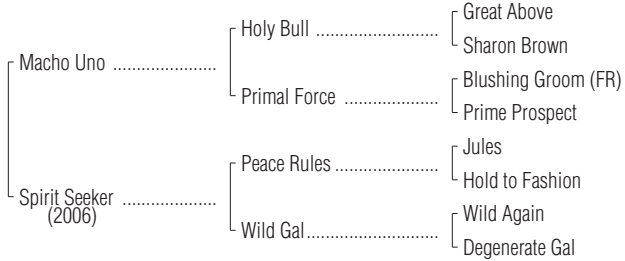 Great Above
Holy Bull ........................
Sharon Brown
Macho Uno ....................
Blushing Groom (FR)
Primal Force ..................
Prime Prospect
Jules
Peace Rules ....................
Hold to Fashion
Spirit Seeker ..................
(2006)
Wild Again
Wild Gal .........................
Degenerate Gal